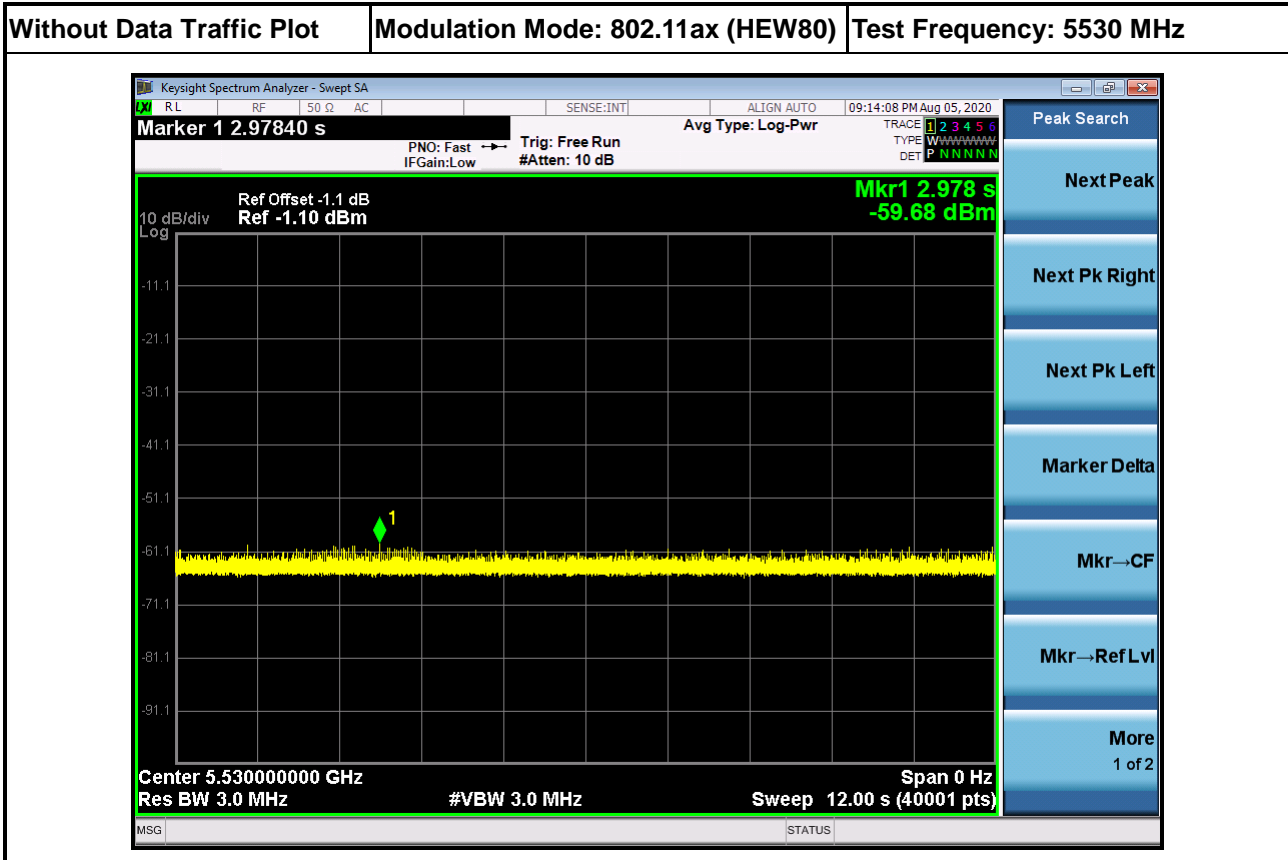 Without Data Traffic Plot Modulation Mode: 802.11ax (HEW80) Test Frequency: 5530 MHz
Keysight Spectrum Analyzer - Swept SA
LXI RL RF 50 Ω AC SENSE:INT ALIGN AUTO 09:14:08 PM Aug 05, 2020
Marker 1 2.97840 s
PNO: Fast
IFGain:Low
Trig: Free Run
#Atten: 10 dB
Avg Type: Log-Pwr
TRACE 1 2 3 4 5 6
TYPE WWWWWWW
DET P N N N N N
Peak Search
Mkr1 2.978 s
-59.68 dBm
Ref Offset -1.1 dB
10 dB/div Ref -1.10 dBm
Log
-11.1
-21.1
-31.1
-41.1
-51.1
-61.1
-71.1
-81.1
-91.1
1
Center 5.530000000 GHz Span 0 Hz
Res BW 3.0 MHz #VBW 3.0 MHz Sweep 12.00 s (40001 pts)
MSG STATUS
Next Peak
Next Pk Right
Next Pk Left
Marker Delta
Mkr→CF
Mkr→Ref Lvl
More
1 of 2